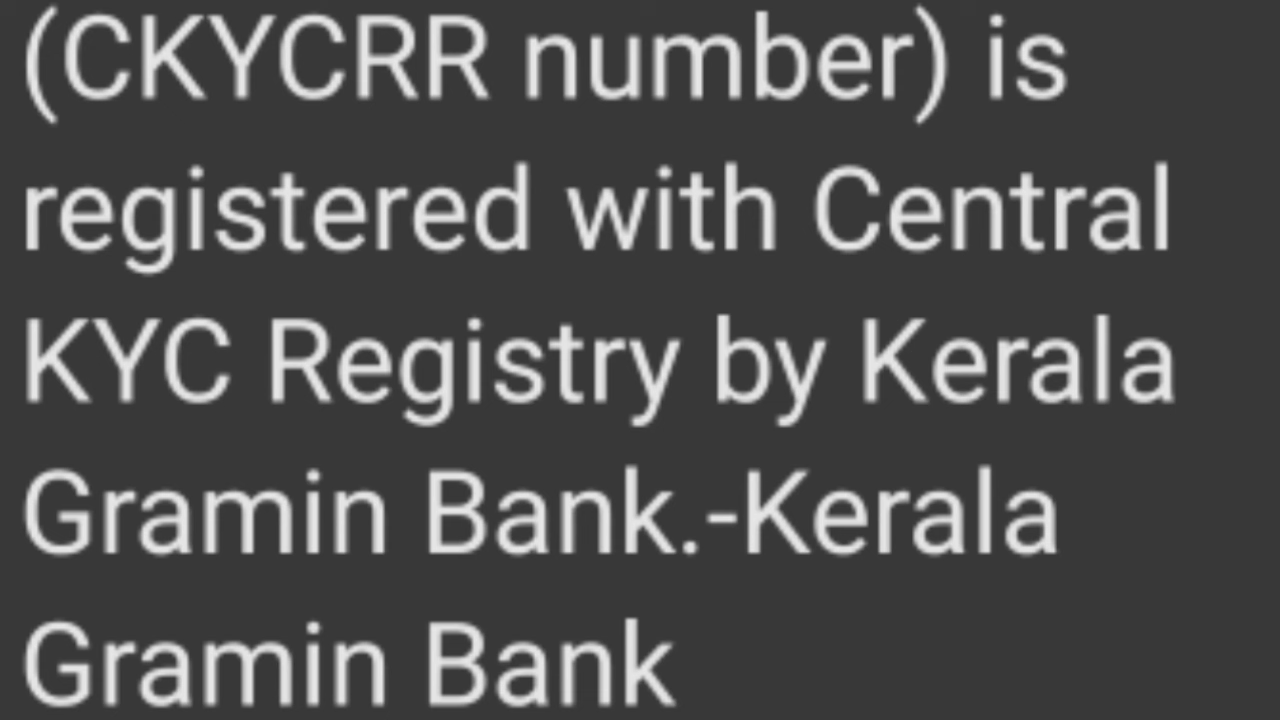 (CKYCRR number) is
registered with Central
KYC Registry by Kerala
Gramin Bank.-Kerala
Gramin Bank